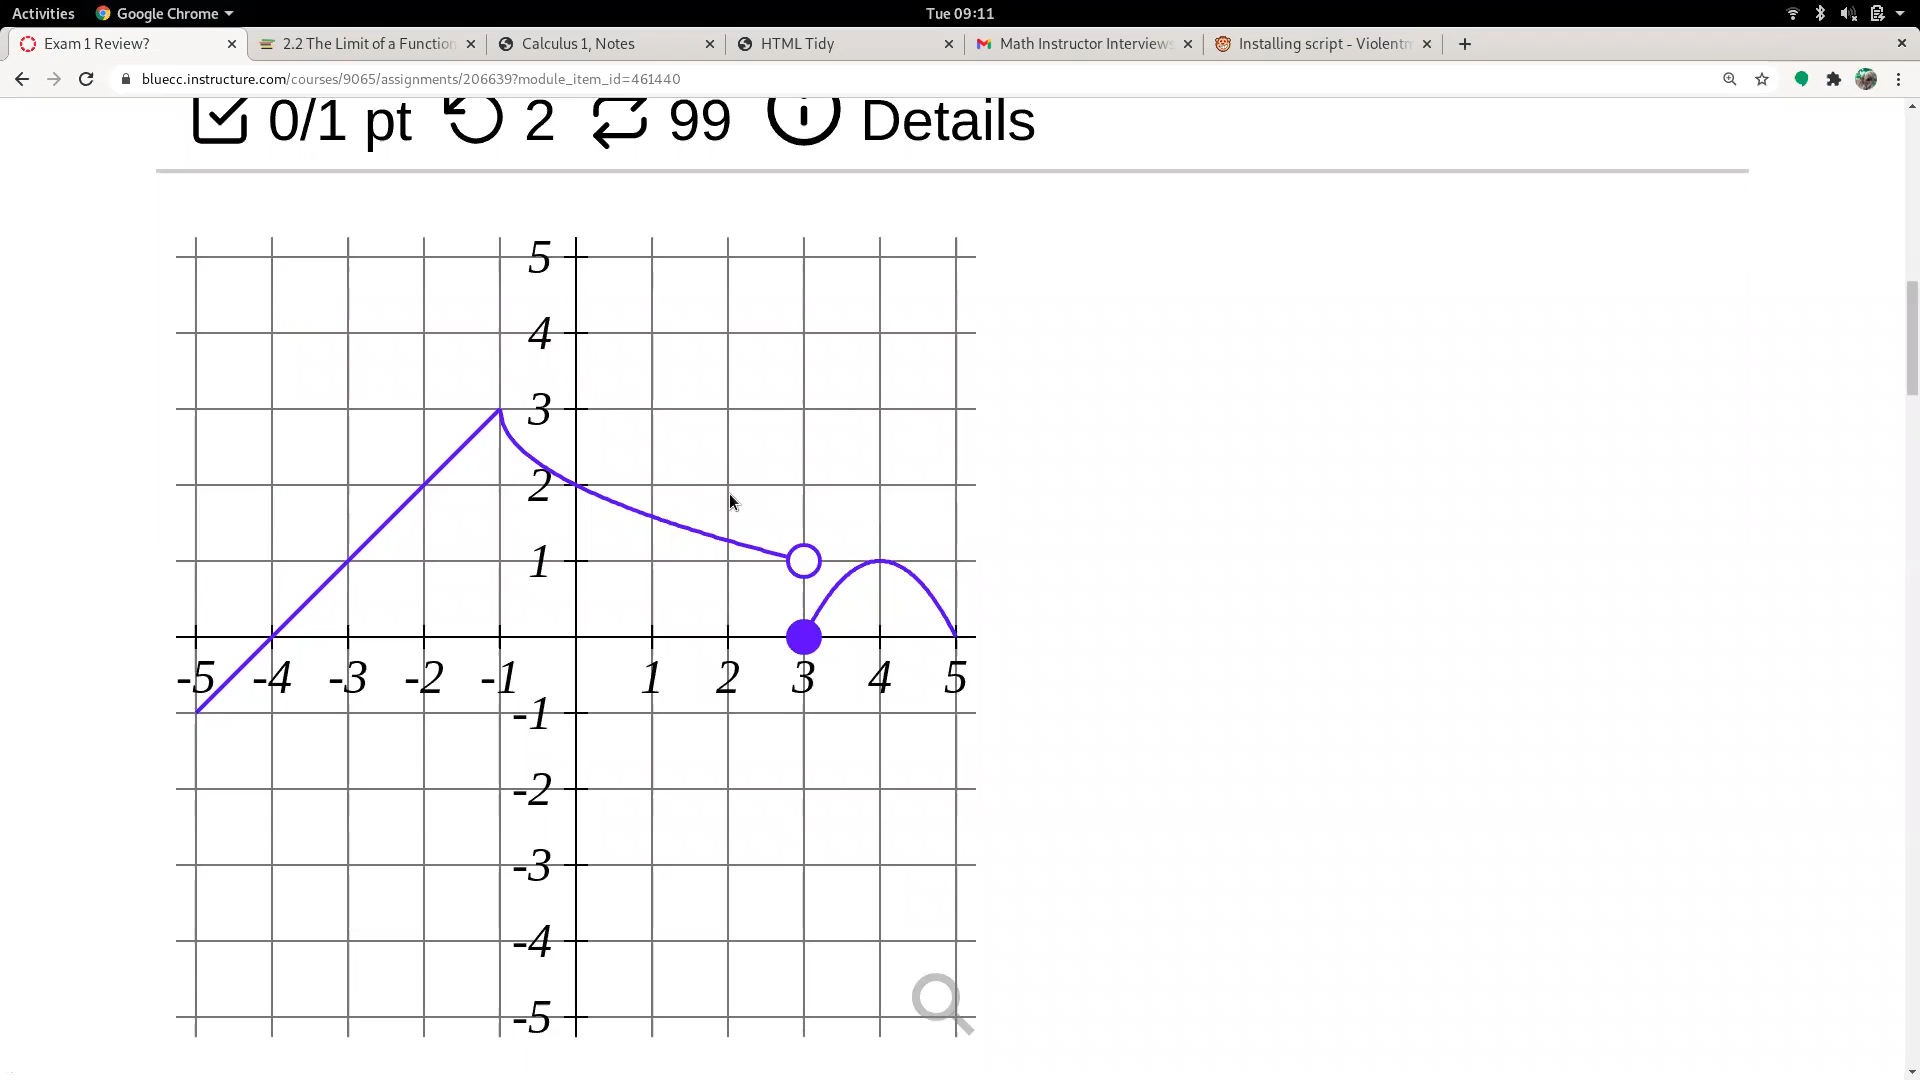 Activities Google Chrome Tue 09:11
Exam 1 Review? 2.2 The Limit of a Function Calculus 1, Notes HTML Tidy Math Instructor Interviews Installing script - Violentm
bluecc.instructure.com/courses/9065/assignments/206639?module_item_id=461440
0/1 pt 2 99 Details
5
4
3
2
1
-5 -4 -3 -2 -1 1 2 3 4 5
-1
-2
-3
-4
-5